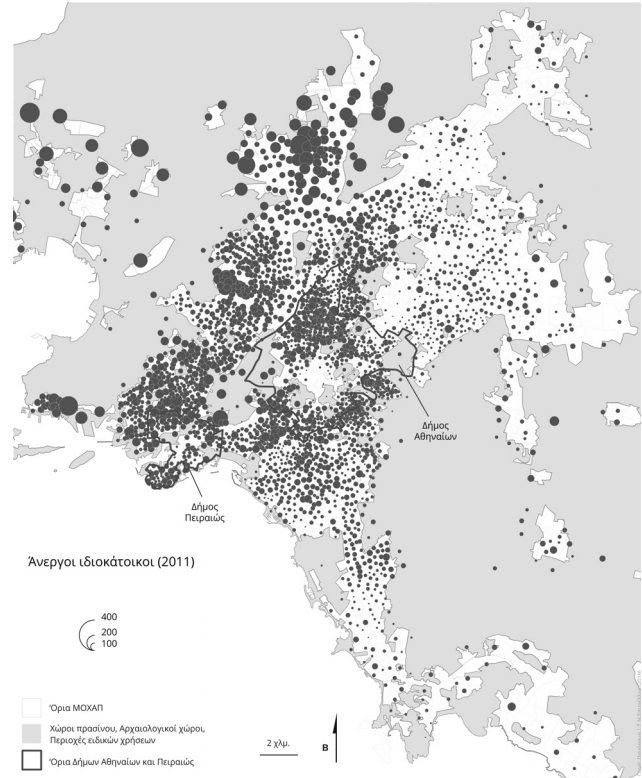 Δήμος
Αθηναίων
Δήμος
Πειραιώς
Άνεργοι ιδιοκάτοικοι (2011)
400
200
100
Όρια ΜΟΧΑΠ
Χώροι πρασίνου, Αρχαιολογικοί χώροι,
Περιοχές ειδικών χρήσεων
Όρια Δήμων Αθηναίων και Πειραιώς
2 χλμ.
Β